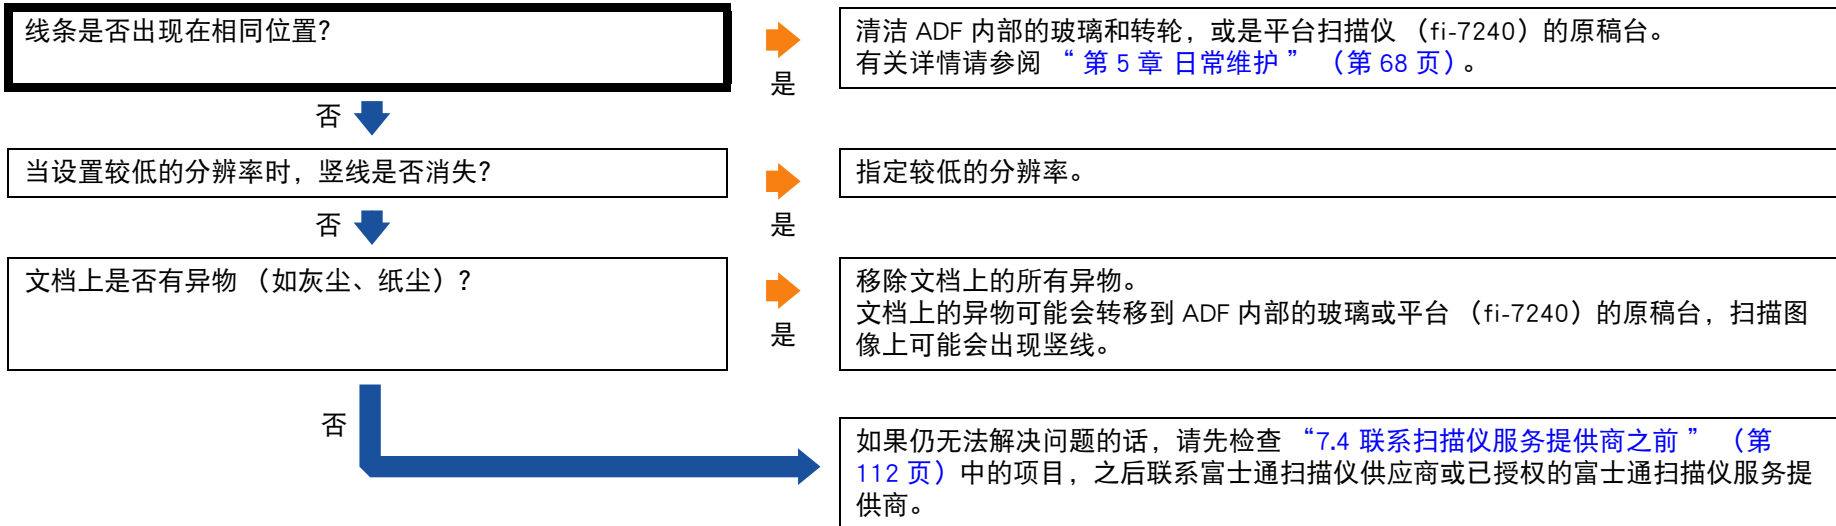 线条是否出现在相同位置？
是
清洁 ADF 内部的玻璃和转轮，或是平台扫描仪 （fi-7240）的原稿台。
有关详情请参阅 “ 第 5 章 日常维护 ” （第 68 页）。
否
当设置较低的分辨率时，竖线是否消失？
是
指定较低的分辨率。
否
文档上是否有异物 （如灰尘、纸尘）？
是
移除文档上的所有异物。
文档上的异物可能会转移到 ADF 内部的玻璃或平台 （fi-7240）的原稿台，扫描图
像上可能会出现竖线。
否
如果仍无法解决问题的话，请先检查 “7.4 联系扫描仪服务提供商之前 ” （第
112 页）中的项目，之后联系富士通扫描仪供应商或已授权的富士通扫描仪服务提
供商。